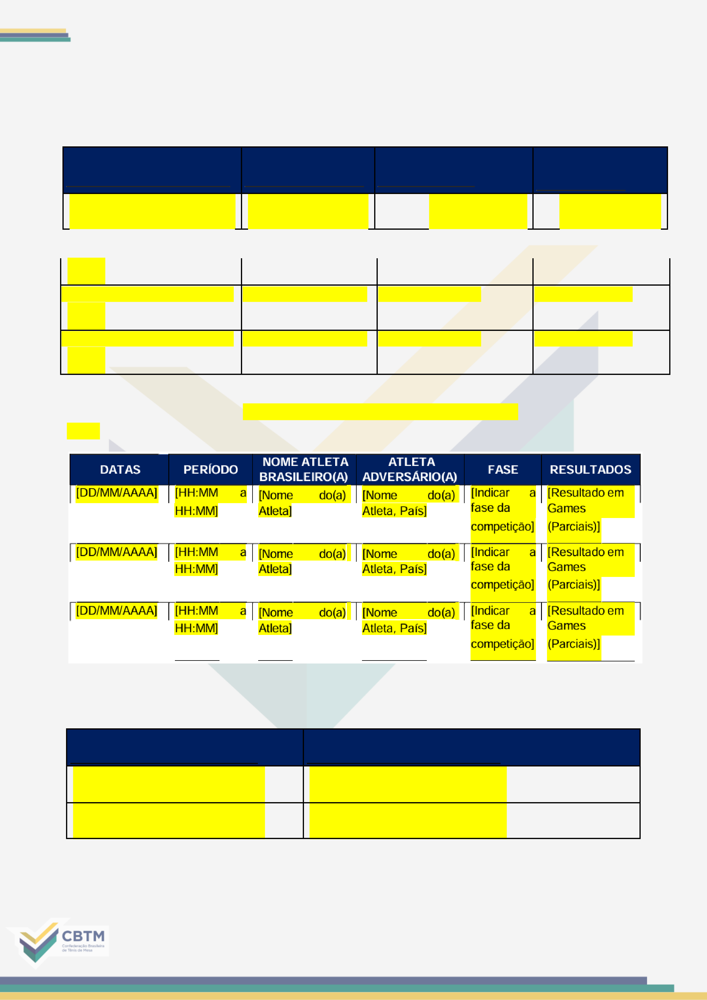 DATAS PERÍODO NOME ATLETA BRASILEIRO(A) ATLETA ADVERSÁRIO(A) FASE RESULTADOS
[DD/MM/AAAA] [HH:MM a HH:MM] [Nome do(a) Atleta] [Nome do(a) Atleta, País] [Indicar a fase da competição] [Resultado em Games (Parciais)]
[DD/MM/AAAA] [HH:MM a HH:MM] [Nome do(a) Atleta] [Nome do(a) Atleta, País] [Indicar a fase da competição] [Resultado em Games (Parciais)]
[DD/MM/AAAA] [HH:MM a HH:MM] [Nome do(a) Atleta] [Nome do(a) Atleta, País] [Indicar a fase da competição] [Resultado em Games (Parciais)]
CBTM
Confederação Brasileira
de Tênis de Mesa